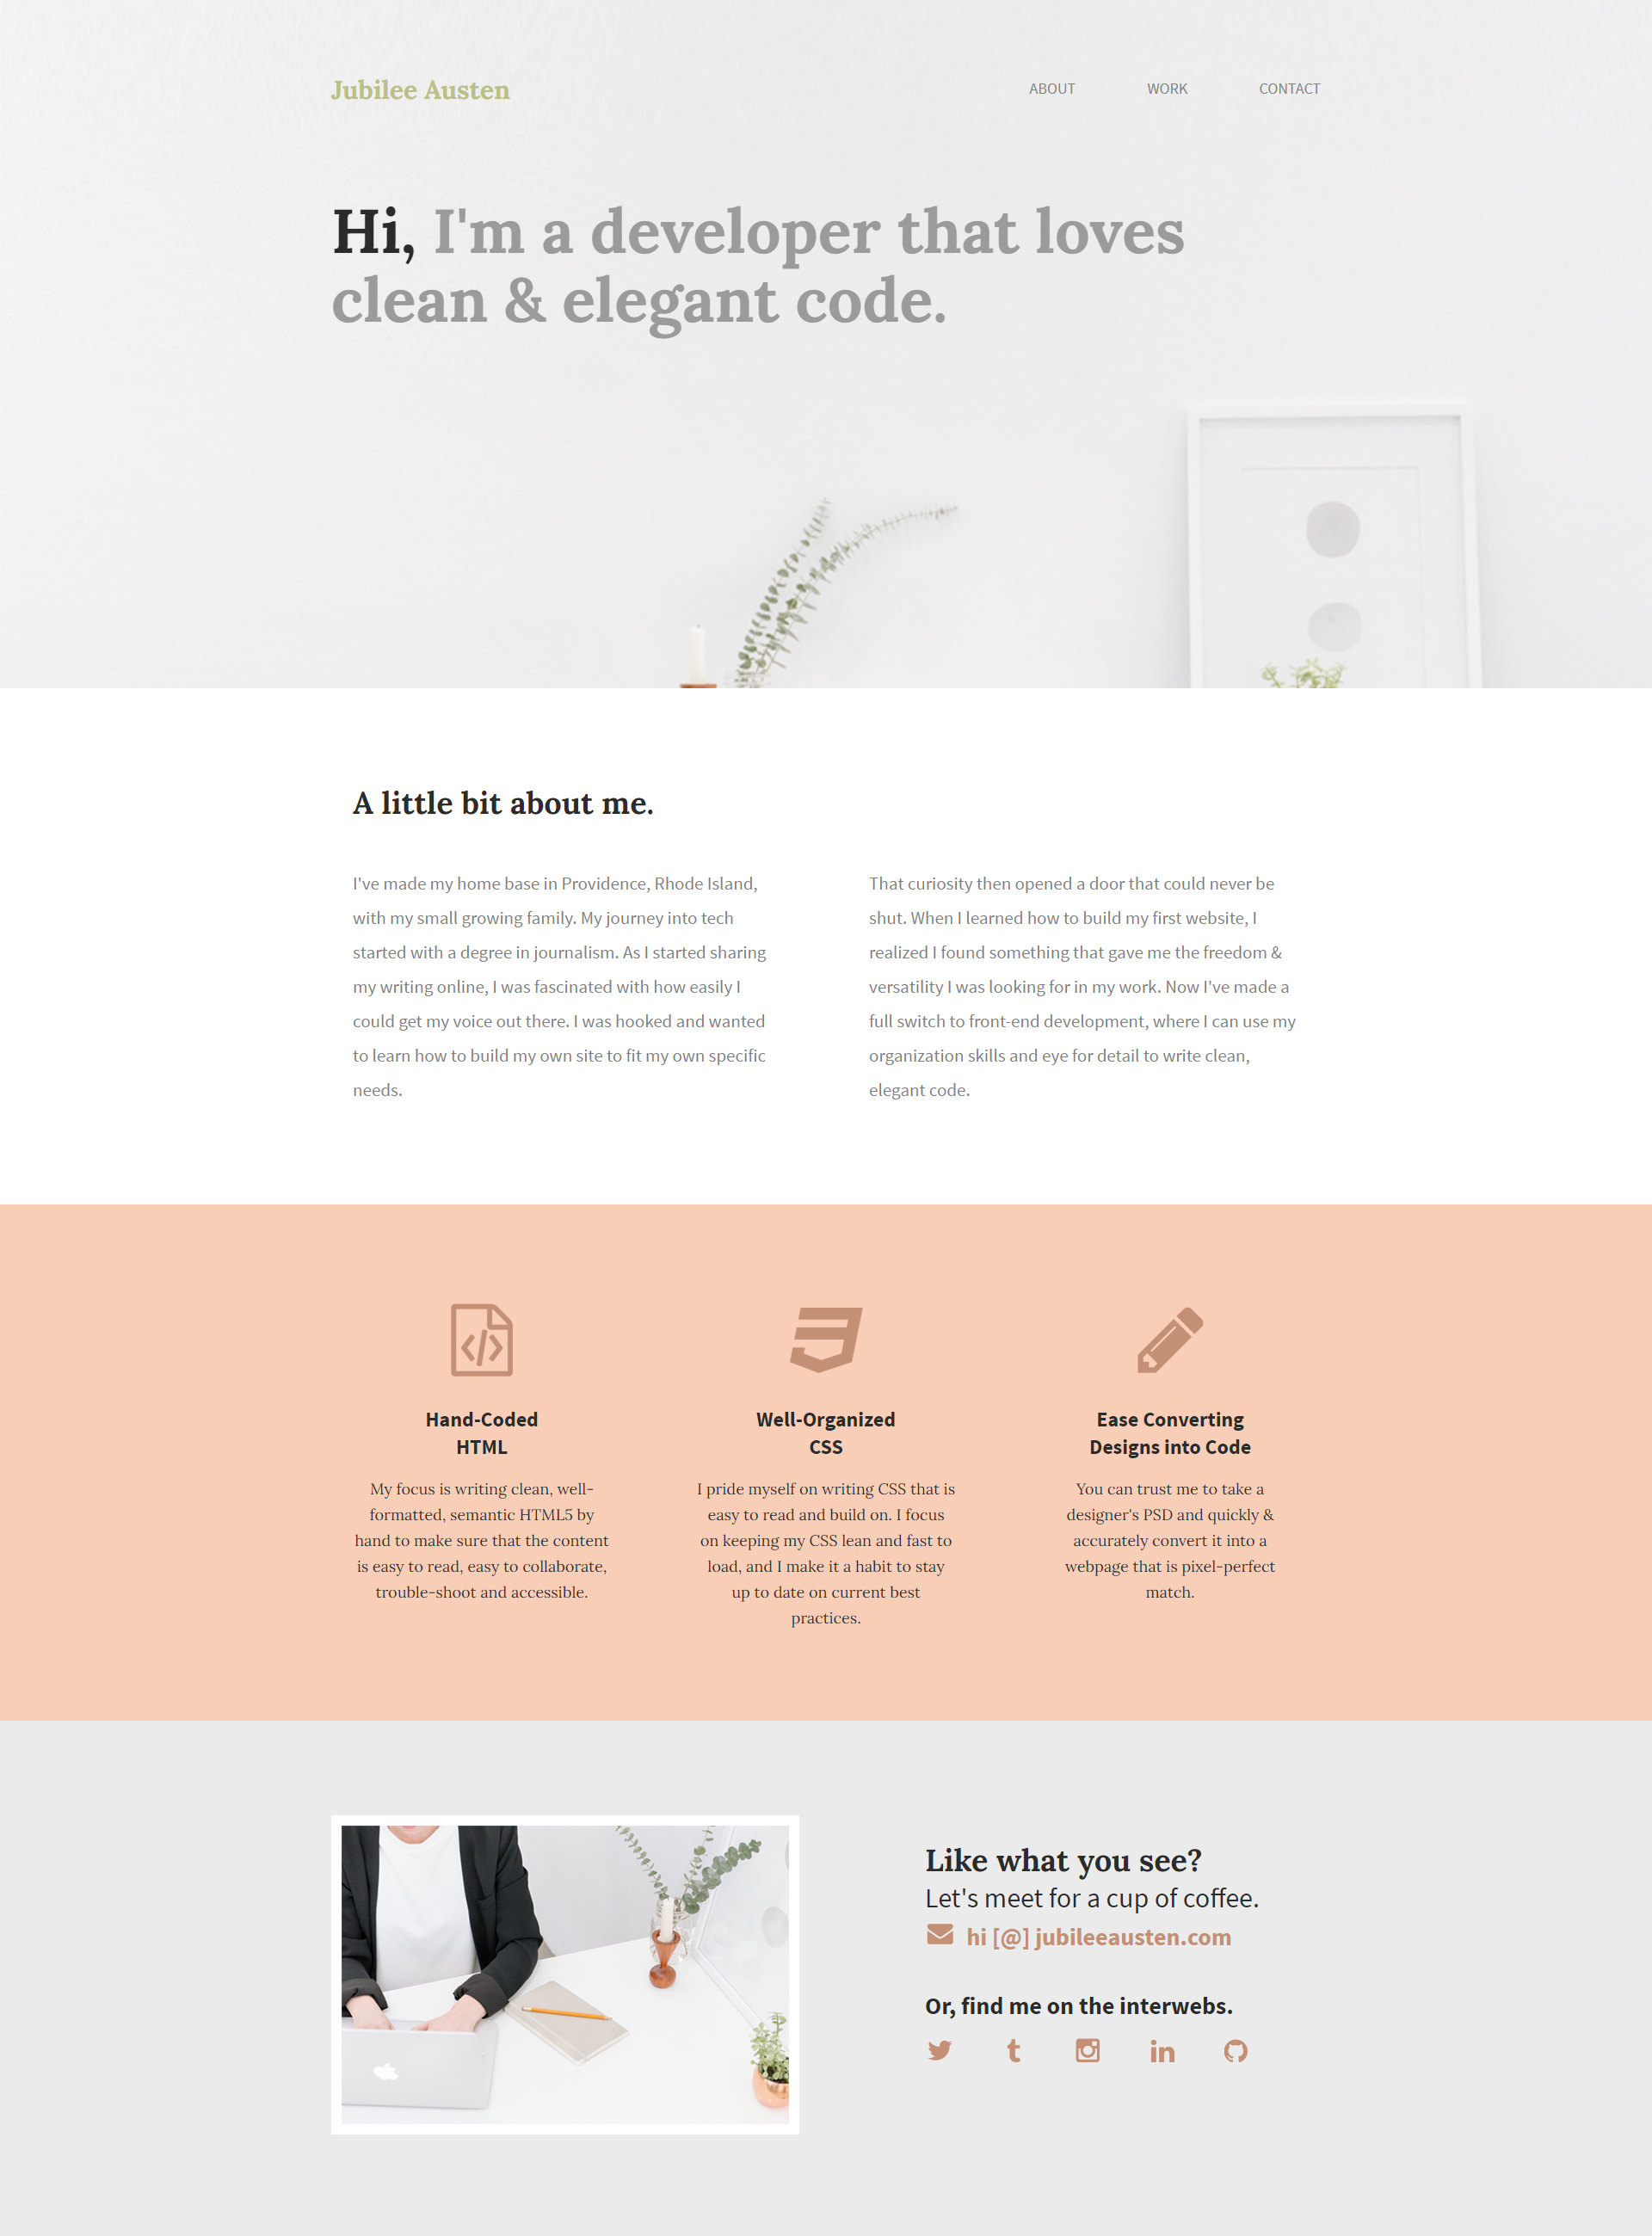 Jubilee Austen
ABOUT
WORK
CONTACT
Hi, I'm a developer that loves
clean & elegant code.
A little bit about me.
I've made my home base in Providence, Rhode Island,
with my small growing family. My journey into tech
started with a degree in journalism. As I started sharing
my writing online, I was fascinated with how easily I
could get my voice out there. I was hooked and wanted
to learn how to build my own site to fit my own specific
needs.
That curiosity then opened a door that could never be
shut. When I learned how to build my first website, I
realized I found something that gave me the freedom &
versatility I was looking for in my work. Now I've made a
full switch to front-end development, where I can use my
organization skills and eye for detail to write clean,
elegant code.
Hand-Coded
HTML
My focus is writing clean, well-
formatted, semantic HTML5 by
hand to make sure that the content
is easy to read, easy to collaborate,
trouble-shoot and accessible.
Well-Organized
CSS
I pride myself on writing CSS that is
easy to read and build on. I focus
on keeping my CSS lean and fast to
load, and I make it a habit to stay
up to date on current best
practices.
Ease Converting
Designs into Code
You can trust me to take a
designer's PSD and quickly &
accurately convert it into a
webpage that is pixel-perfect
match.
Like what you see?
Let's meet for a cup of coffee.
hi [@] jubileeausten.com
Or, find me on the interwebs.